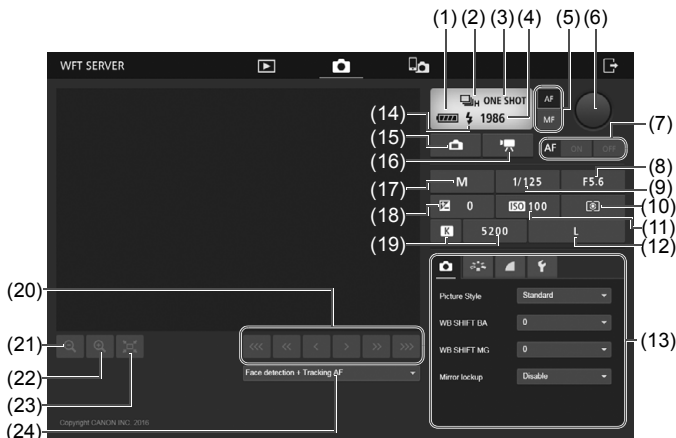 (1) (2) (3) (4) (5) (6)
WFT SERVER
H ONE SHOT
AF
1986
MF
(14)
(7)
(15)
AF ON OFF
(16)
(8)
(17) M 1/125 F5.6
(9)
(18) 0 ISO 100
(10)
(11)
K 5200 L
(19)
(12)
(20)
Picture Style Standard
WB SHIFT BA 0
(13)
(21)
WB SHIFT MG 0
(22)
Face detection + Tracking AF
Mirror lockup Disable
(23)
Copyright CANON INC. 2016
(24)